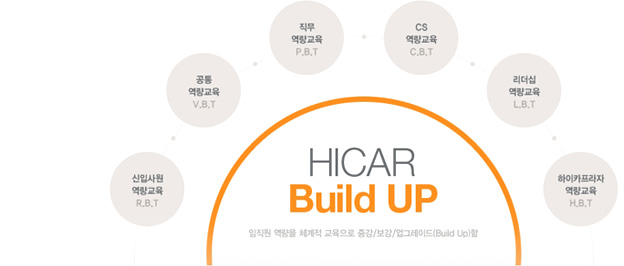 직무
역량교육
P.B.T
CS
역량교육
C.B.T
공통
역량교육
V.B.T
리더십
역량교육
L.B.T
신입사원
역량교육
R.B.T
하이카프라자
역량교육
H.B.T
HICAR
Build UP
임직원 역량을 체계적 교육으로 증강/보강/업그레이드(Build Up)함